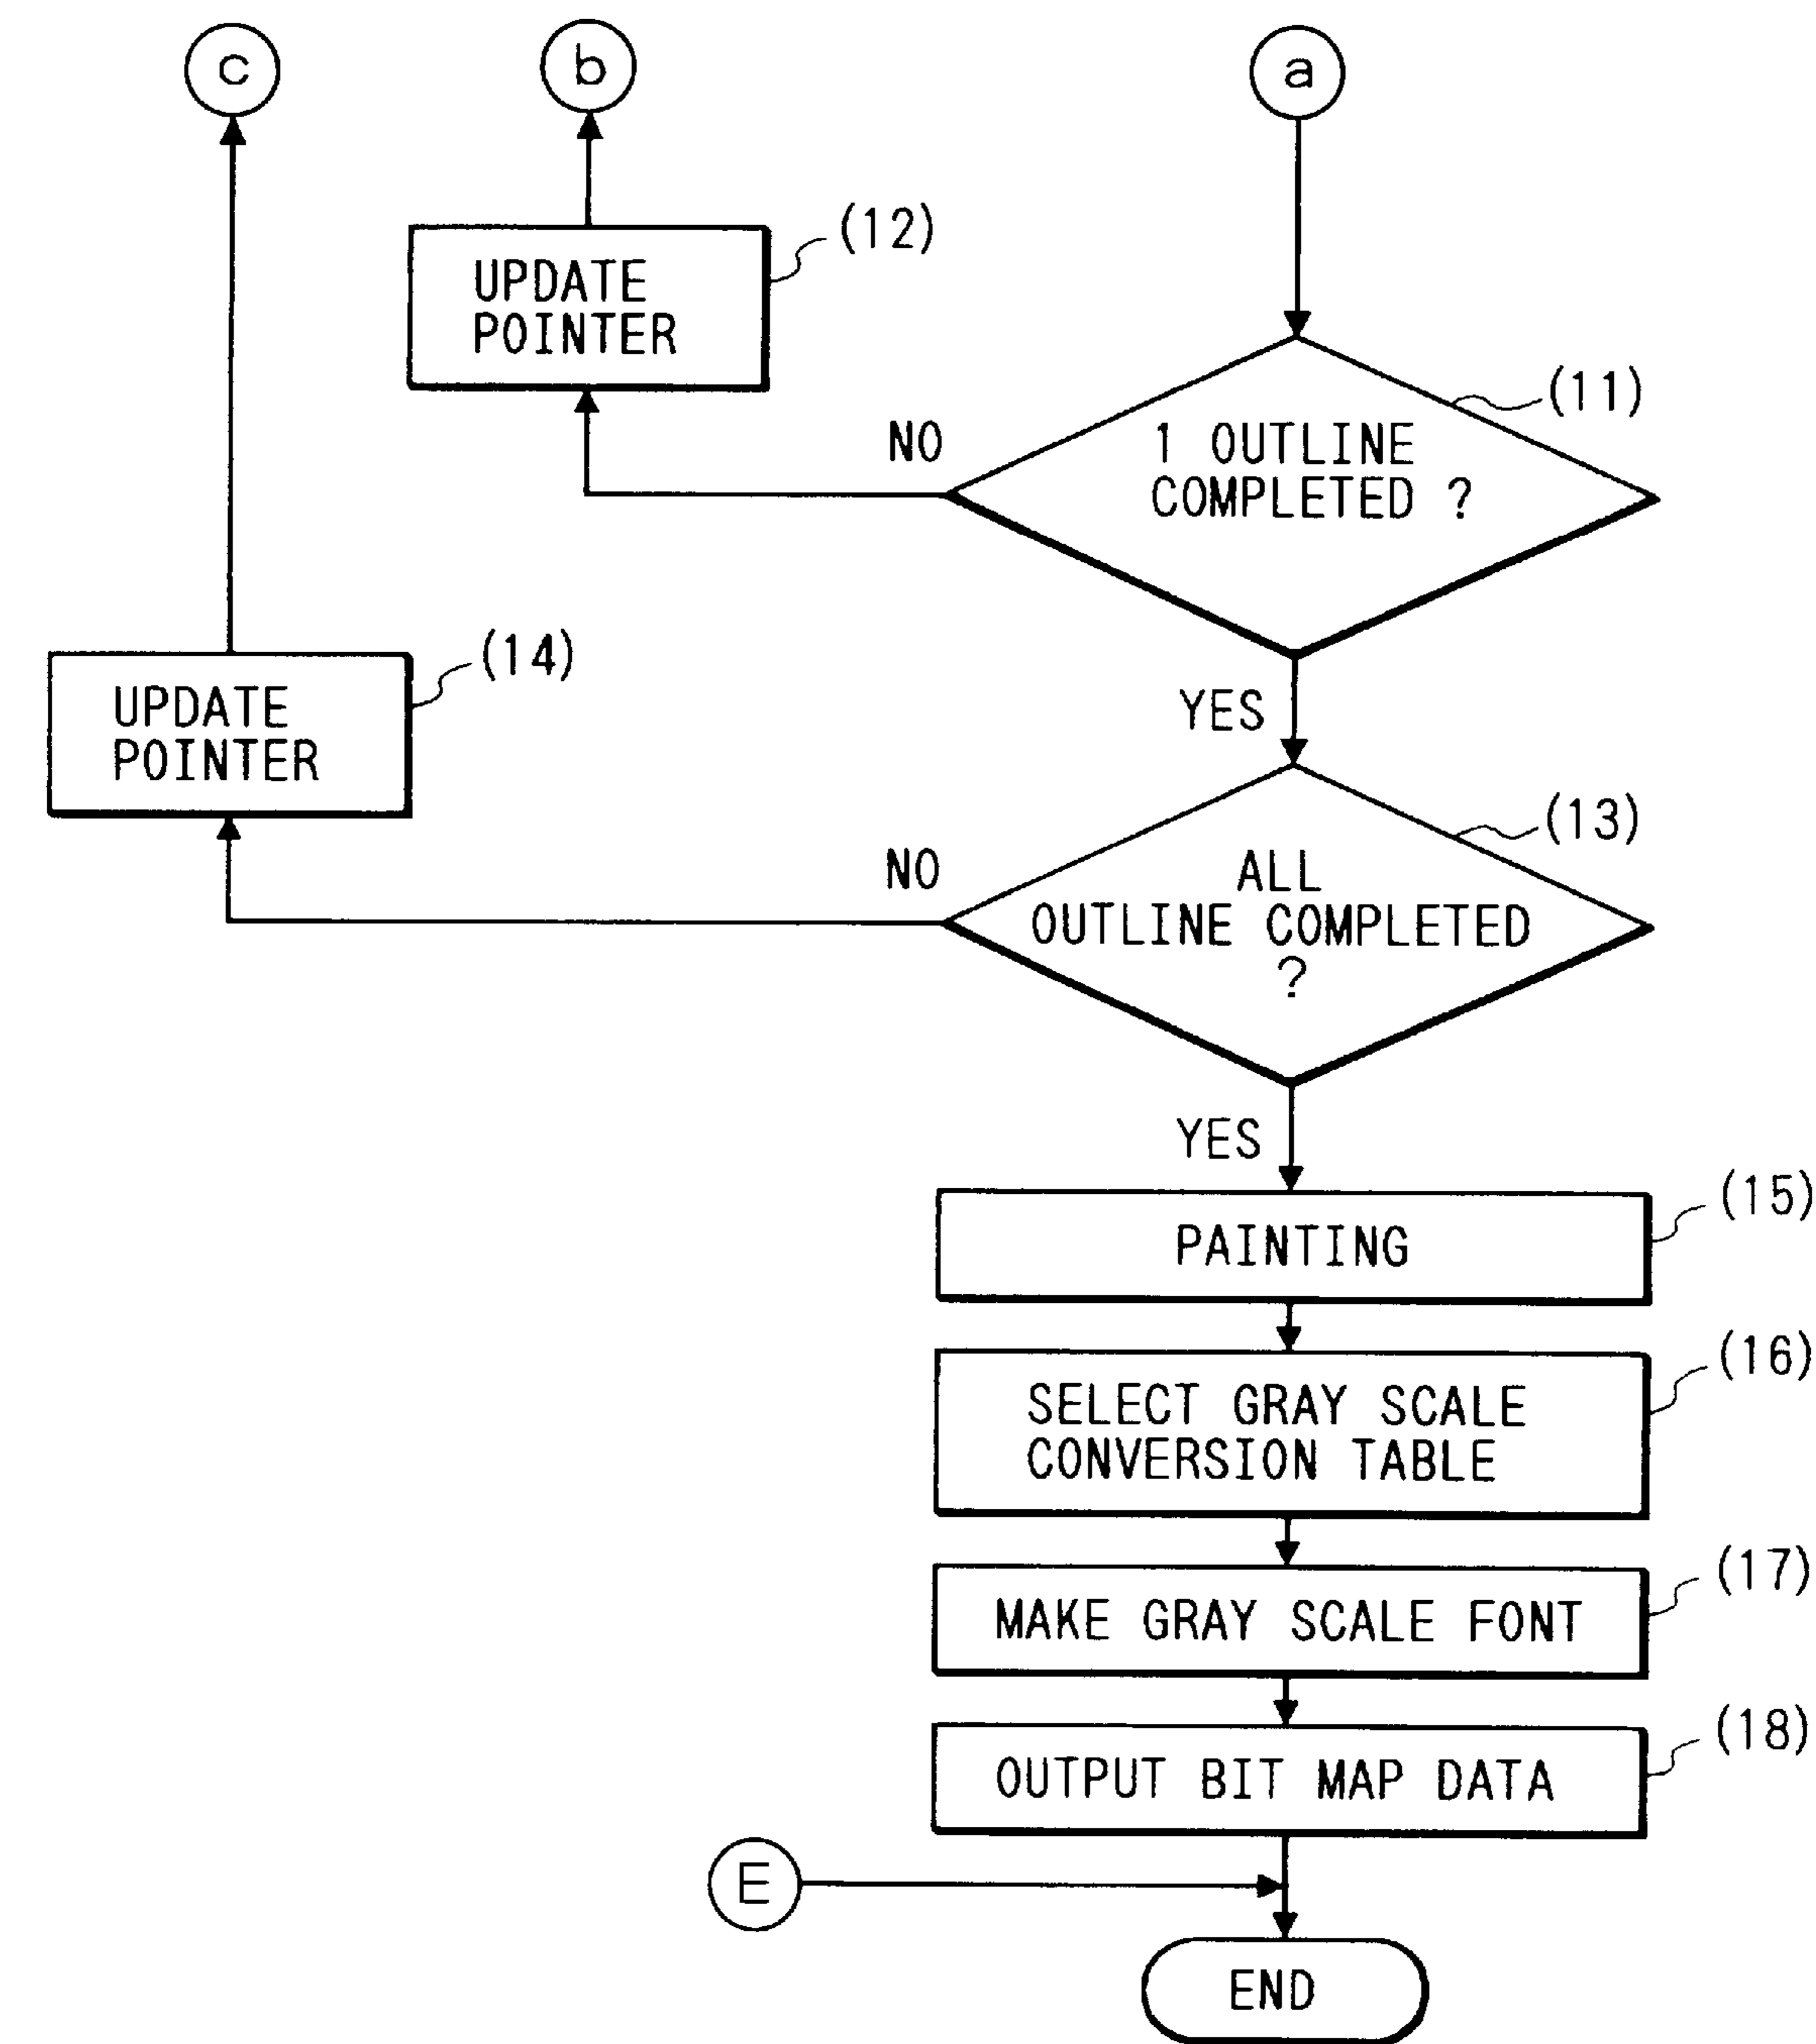 c
b
a
(12)
UPDATE
POINTER
(11)
NO
1 OUTLINE
COMPLETED ?
(14)
UPDATE
POINTER
YES
(13)
NO
ALL
OUTLINE COMPLETED
?
YES
(15)
PAINTING
(16)
SELECT GRAY SCALE
CONVERSION TABLE
(17)
MAKE GRAY SCALE FONT
(18)
OUTPUT BIT MAP DATA
E
END